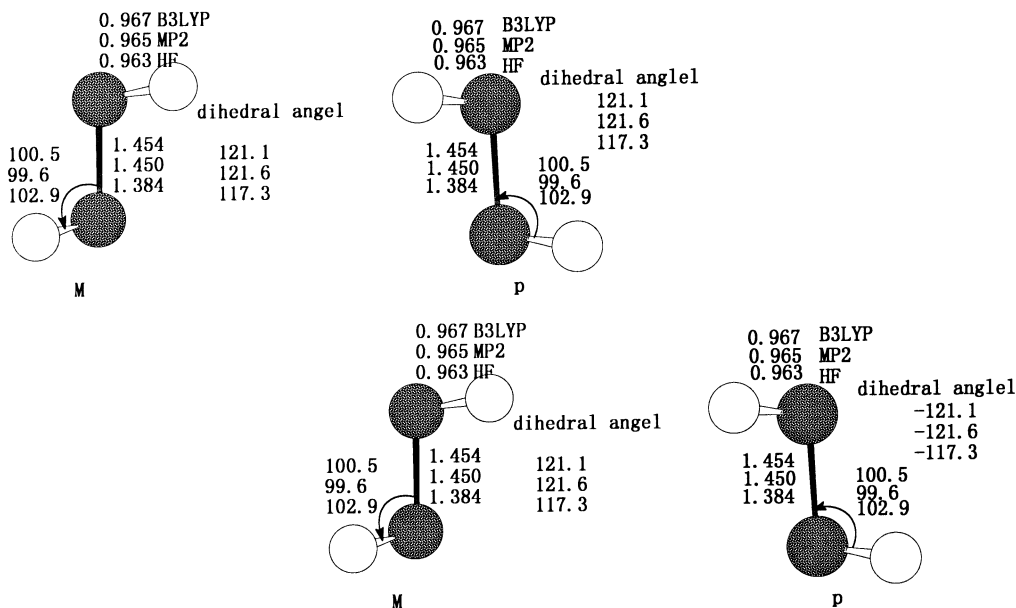 0.967 B3LYP
0.965 MP2
0.963 HF
dihedral angel
100.5
99.6
102.9
1.454
1.450
1.384
121.1
121.6
117.3
M
0.967 B3LYP
0.965 MP2
0.963 HF
dihedral anglel
121.1
121.6
117.3
1.454
1.450
1.384
100.5
99.6
102.9
p
0.967 B3LYP
0.965 MP2
0.963 HF
dihedral angel
100.5
99.6
102.9
1.454
1.450
1.384
121.1
121.6
117.3
M
0.967 B3LYP
0.965 MP2
0.963 HF
dihedral anglel
-121.1
-121.6
-117.3
1.454
1.450
1.384
100.5
99.6
102.9
p